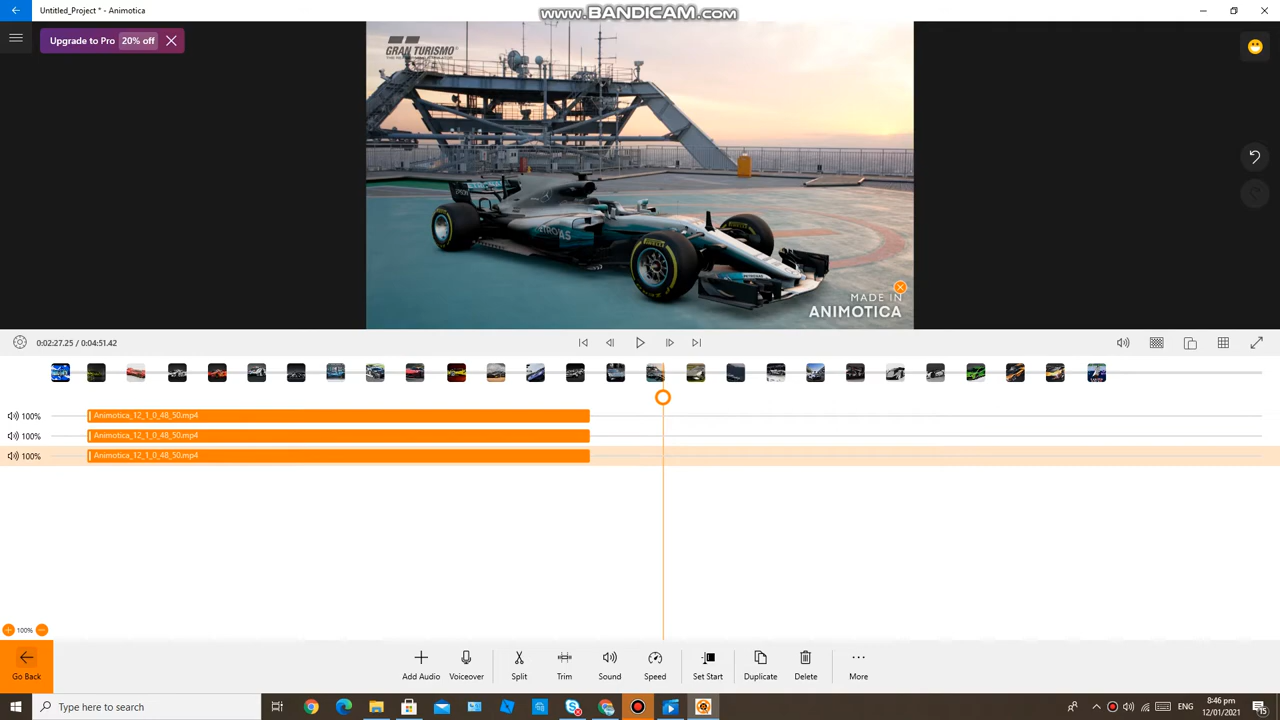 Untitled_Project * - Animotica
www.BANDICAM.com
Upgrade to Pro 20% off
GRAN TURISMO
PETRONAS
MADE IN
ANIMOTICA
0:02:27.25 / 0:04:51.42
100% Animotica_12_1_0_48_50.mp4
100% Animotica_12_1_0_48_50.mp4
100% Animotica_12_1_0_48_50.mp4
100%
Go Back Add Audio Voiceover Split Trim Sound Speed Set Start Duplicate Delete More
Type here to search
ENG
8:46 pm
12/01/2021
15